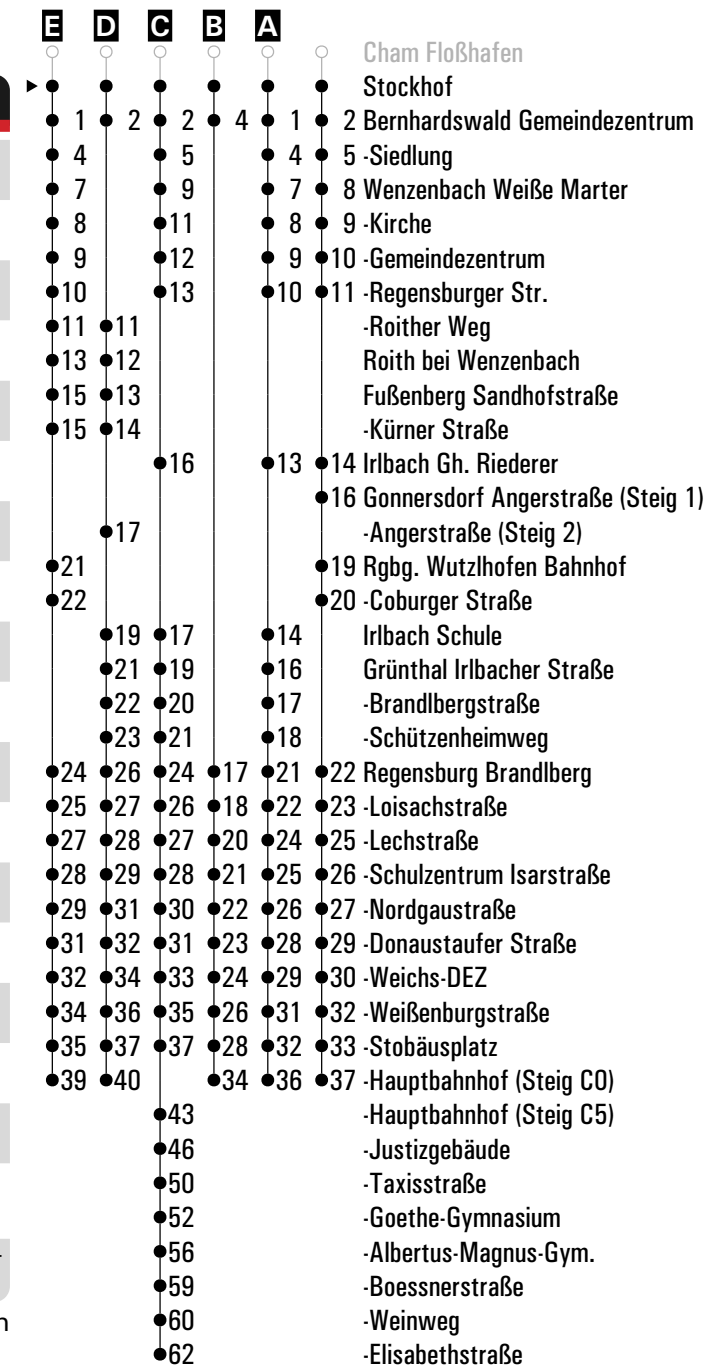 E D C B A
Cham Floßhafen
Stockhof
1 2 2 4 1 2 Bernhardswald Gemeindezentrum
4 5 4 5 -Siedlung
7 9 7 8 Wenzenbach Weiße Marter
8 11 8 9 -Kirche
9 12 9 10 -Gemeindezentrum
10 13 10 11 -Regensburger Str.
11 11 -Roither Weg
13 12 Roith bei Wenzenbach
15 13 Fußenberg Sandhofstraße
15 14 -Kürner Straße
16 13 14 Irlbach Gh. Riederer
16 Gonnersdorf Angerstraße (Steig 1)
17 -Angerstraße (Steig 2)
21 19 Rgbg. Wutzlhofen Bahnhof
22 20 -Coburger Straße
19 17 14 Irlbach Schule
21 19 16 Grünthal Irlbacher Straße
22 20 17 -Brandlbergstraße
23 21 18 -Schützenheimweg
24 26 24 17 21 22 Regensburg Brandlberg
25 27 26 18 22 23 -Loisachstraße
27 28 27 20 24 25 -Lechstraße
28 29 28 21 25 26 -Schulzentrum Isarstraße
29 31 30 22 26 27 -Nordgaustraße
31 32 31 23 28 29 -Donaustaufer Straße
32 34 33 24 29 30 -Weichs-DEZ
34 36 35 26 31 32 -Weißenburgstraße
35 37 37 28 32 33 -Stobäusplatz
39 40 34 36 37 -Hauptbahnhof (Steig C0)
43 -Hauptbahnhof (Steig C5)
46 -Justizgebäude
50 -Taxisstraße
52 -Goethe-Gymnasium
56 -Albertus-Magnus-Gym.
59 -Boessnerstraße
60 -Weinweg
62 -Elisabethstraße